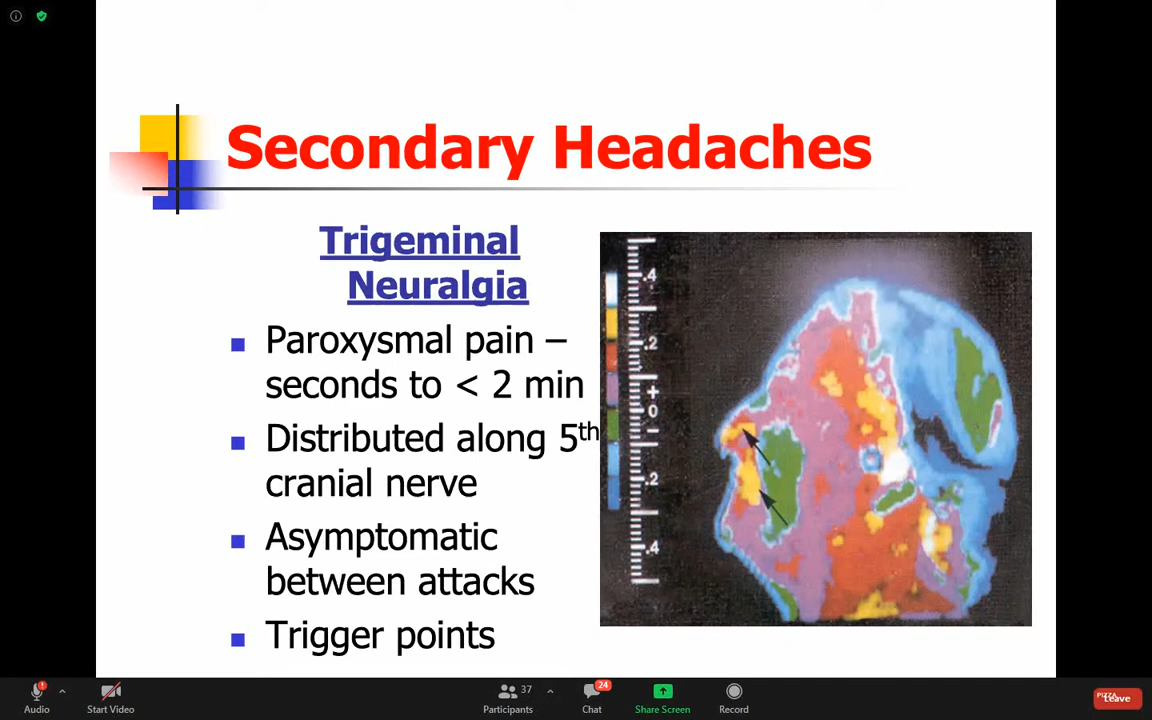 Secondary Headaches
Trigeminal
Neuralgia
Paroxysmal pain –
seconds to < 2 min
Distributed along 5th
cranial nerve
Asymptomatic
between attacks
Trigger points
.4
.2
+
0
–
.2
.4
Audio
Start Video
37
Participants
24
Chat
Share Screen
Record
PIZZA
Leave